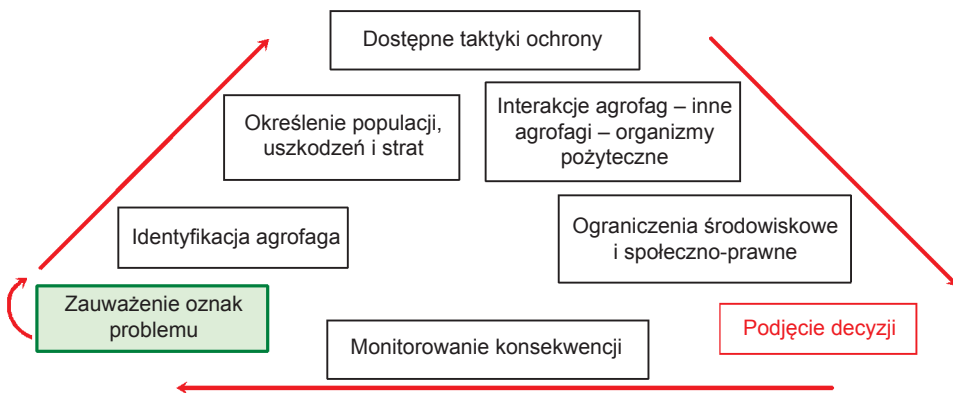 Dostępne taktyki ochrony
Określenie populacji,
uszkodzeń i strat
Interakcje agrofag – inne
agrofagi – organizmy
pożyteczne
Identyfikacja agrofaga
Ograniczenia środowiskowe
i społeczno-prawne
Zauważenie oznak
problemu
Podjęcie decyzji
Monitorowanie konsekwencji